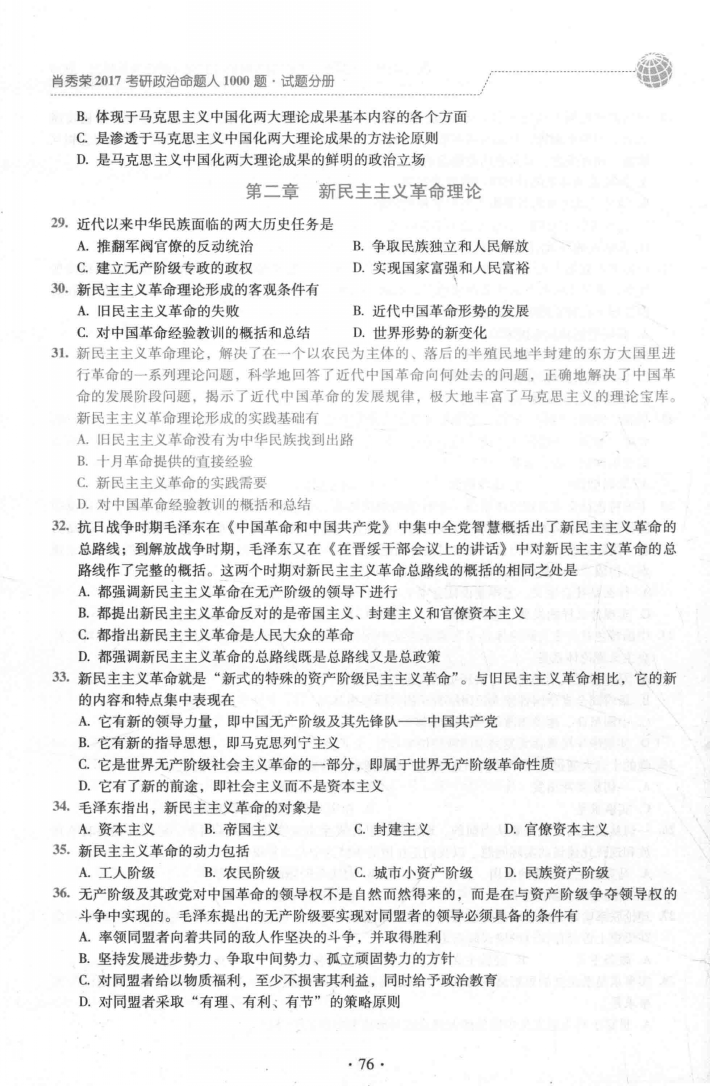 肖秀荣2017考研政治命题人1000题·试题分册
B. 体现于马克思主义中国化两大理论成果基本内容的各个方面
C. 是渗透于马克思主义中国化两大理论成果的方法论原则
D. 是马克思主义中国化两大理论成果的鲜明的政治立场
第二章 新民主主义革命理论
29. 近代以来中华民族面临的两大历史任务是
A. 推翻军阀官僚的反动统治 B. 争取民族独立和人民解放
C. 建立无产阶级专政的政权 D. 实现国家富强和人民富裕
30. 新民主主义革命理论形成的客观条件有
A. 旧民主主义革命的失败 B. 近代中国革命形势的发展
C. 对中国革命经验教训的概括和总结 D. 世界形势的新变化
31. 新民主主义革命理论，解决了在一个以农民为主体的、落后的半殖民地半封建的东方大国里进
行革命的一系列理论问题，科学地回答了近代中国革命向何处去的问题，正确地解决了中国革
命的发展阶段问题，揭示了近代中国革命的发展规律，极大地丰富了马克思主义的理论宝库。
新民主主义革命理论形成的实践基础有
A. 旧民主主义革命没有为中华民族找到出路
B. 十月革命提供的直接经验
C. 新民主主义革命的实践需要
D. 对中国革命经验教训的概括和总结
32. 抗日战争时期毛泽东在《中国革命和中国共产党》中集中全党智慧概括出了新民主主义革命的
总路线；到解放战争时期，毛泽东又在《在晋绥干部会议上的讲话》中对新民主主义革命的总
路线作了完整的概括。这两个时期对新民主主义革命总路线的概括的相同之处是
A. 都强调新民主主义革命在无产阶级的领导下进行
B. 都提出新民主主义革命反对的是帝国主义、封建主义和官僚资本主义
C. 都指出新民主主义革命是人民大众的革命
D. 都强调新民主主义革命的总路线既是总路线又是总政策
33. 新民主主义革命就是“新式的特殊的资产阶级民主主义革命”。与旧民主主义革命相比，它的新
的内容和特点集中表现在
A. 它有新的领导力量，即中国无产阶级及其先锋队——中国共产党
B. 它有新的指导思想，即马克思列宁主义
C. 它是世界无产阶级社会主义革命的一部分，即属于世界无产阶级革命性质
D. 它有了新的前途，即社会主义而不是资本主义
34. 毛泽东指出，新民主主义革命的对象是
A. 资本主义 B. 帝国主义 C. 封建主义 D. 官僚资本主义
35. 新民主主义革命的动力包括
A. 工人阶级 B. 农民阶级 C. 城市小资产阶级 D. 民族资产阶级
36. 无产阶级及其政党对中国革命的领导权不是自然而然得来的，而是在与资产阶级争夺领导权的
斗争中实现的。毛泽东提出的无产阶级要实现对同盟者的领导必须具备的条件有
A. 率领同盟者向着共同的敌人作坚决的斗争，并取得胜利
B. 坚持发展进步势力、争取中间势力、孤立顽固势力的方针
C. 对同盟者给以物质福利，至少不损害其利益，同时给予政治教育
D. 对同盟者采取“有理、有利、有节”的策略原则
·76·